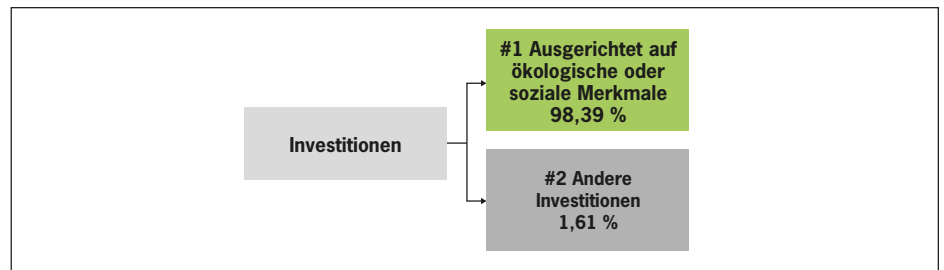 Investitionen
#1 Ausgerichtet auf
ökologische oder
soziale Merkmale
98,39 %
#2 Andere
Investitionen
1,61 %